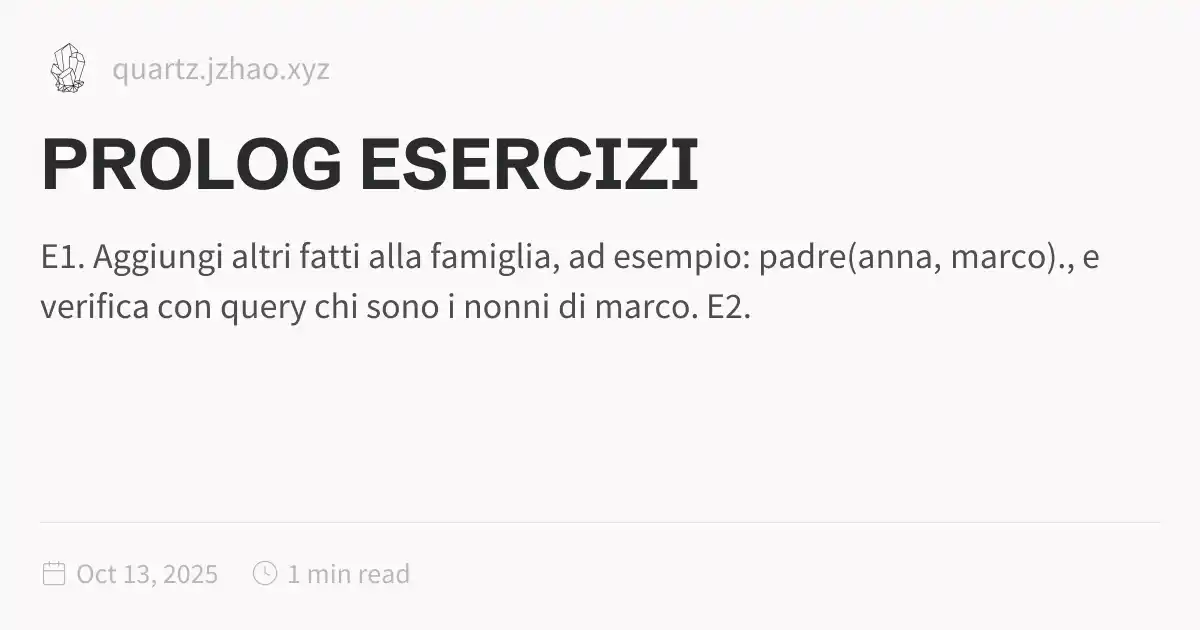 quartz.jzhao.xyz
PROLOG ESERCIZI
E1. Aggiungi altri fatti alla famiglia, ad esempio: padre(anna, marco)., e
verifica con query chi sono i nonni di marco. E2.
Oct 13, 2025 1 min read